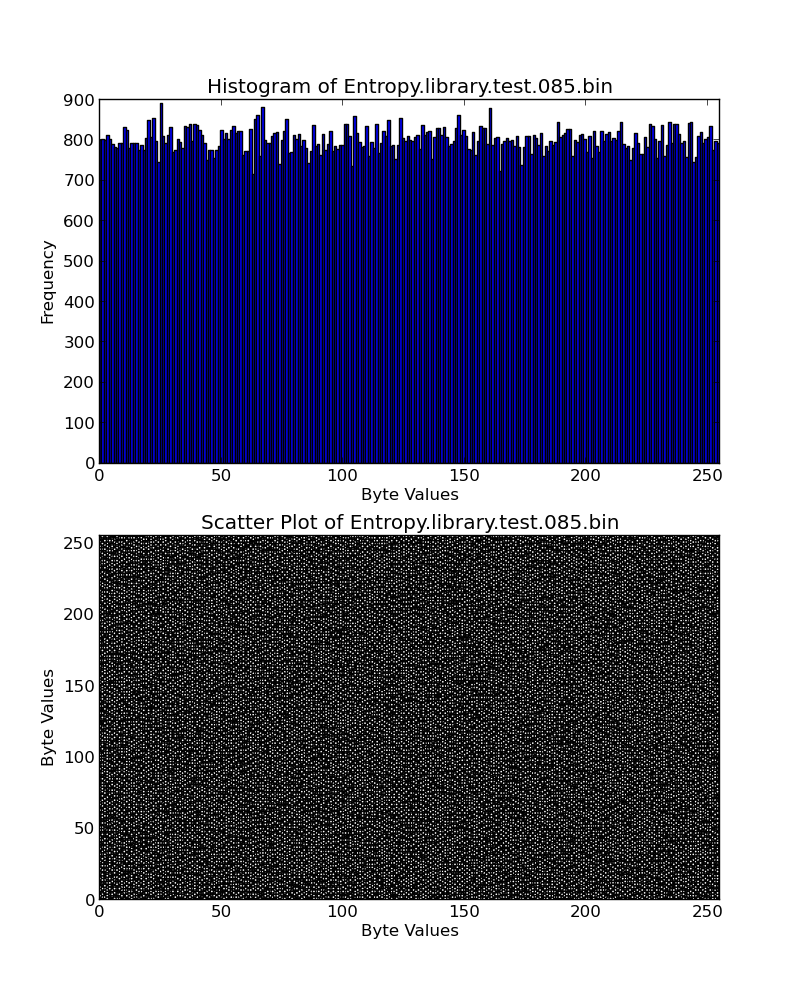 Histogram of Entropy.library.test.085.bin
900
800
700
600
500
400
300
200
100
0
Frequency
0 50 100 150 200 250
Byte Values
Scatter Plot of Entropy.library.test.085.bin
250
200
150
100
50
0
Byte Values
0 50 100 150 200 250
Byte Values